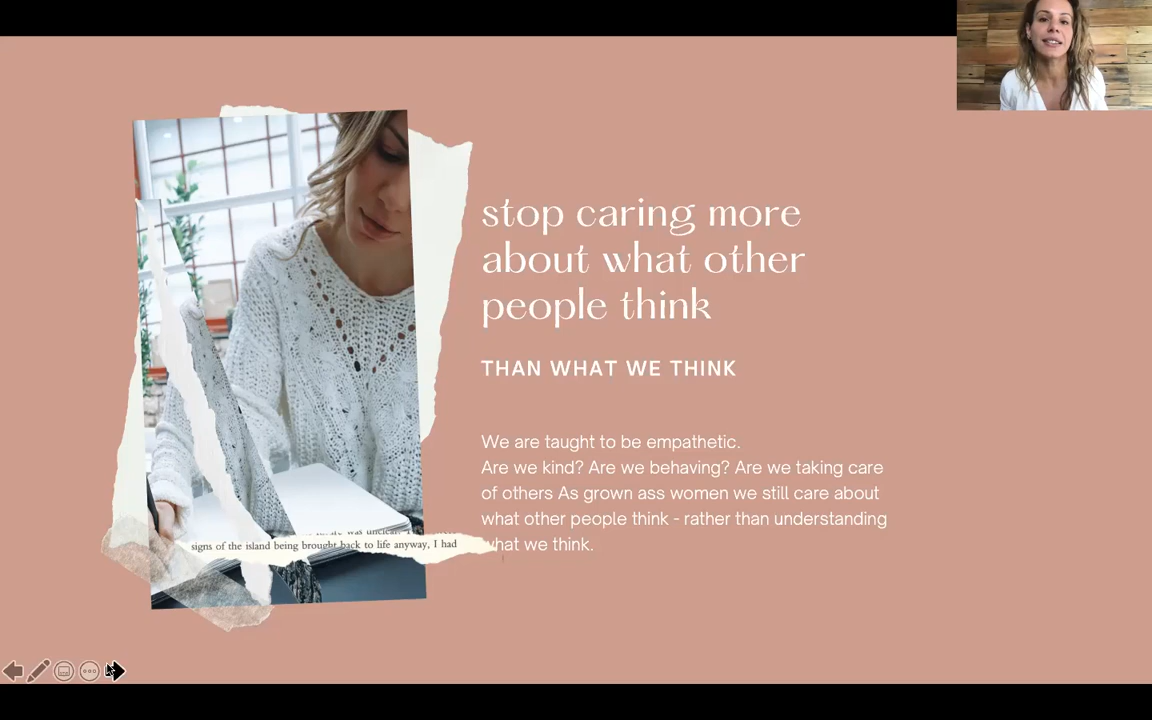 stop caring more
about what other
people think
THAN WHAT WE THINK
We are taught to be empathetic.
Are we kind? Are we behaving? Are we taking care
of others As grown ass women we still care about
what other people think - rather than understanding
what we think.
was unclear.
signs of the island being brought back to life anyway, I had